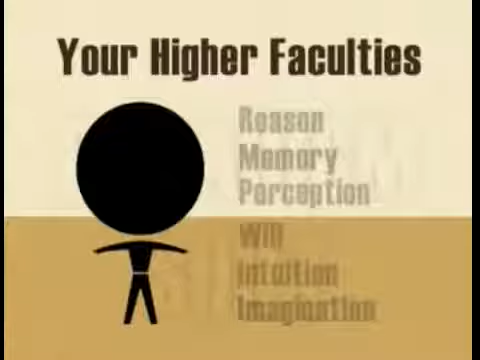 Your Higher Faculties
Reason
Memory
Perception
Will
Intuition
Imagination